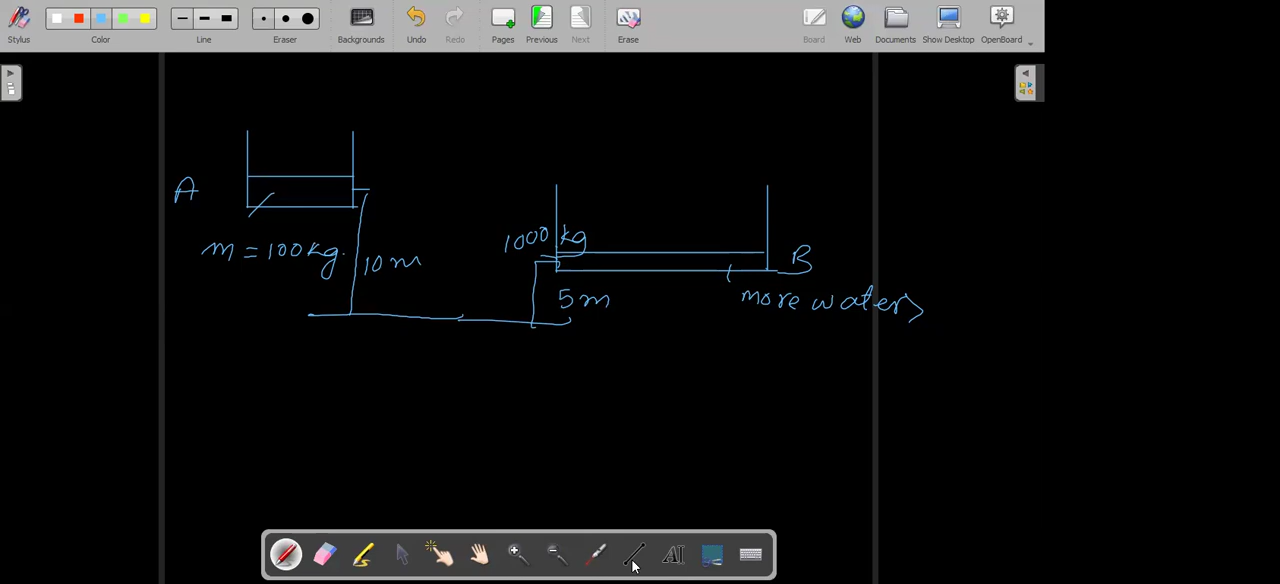 Stylus Color Line Eraser Backgrounds Undo Redo Pages Previous Next Erase Board Web Documents Show Desktop OpenBoard
A
m = 100 kg.
10 m
1000 kg
B
5 m
more water
AI